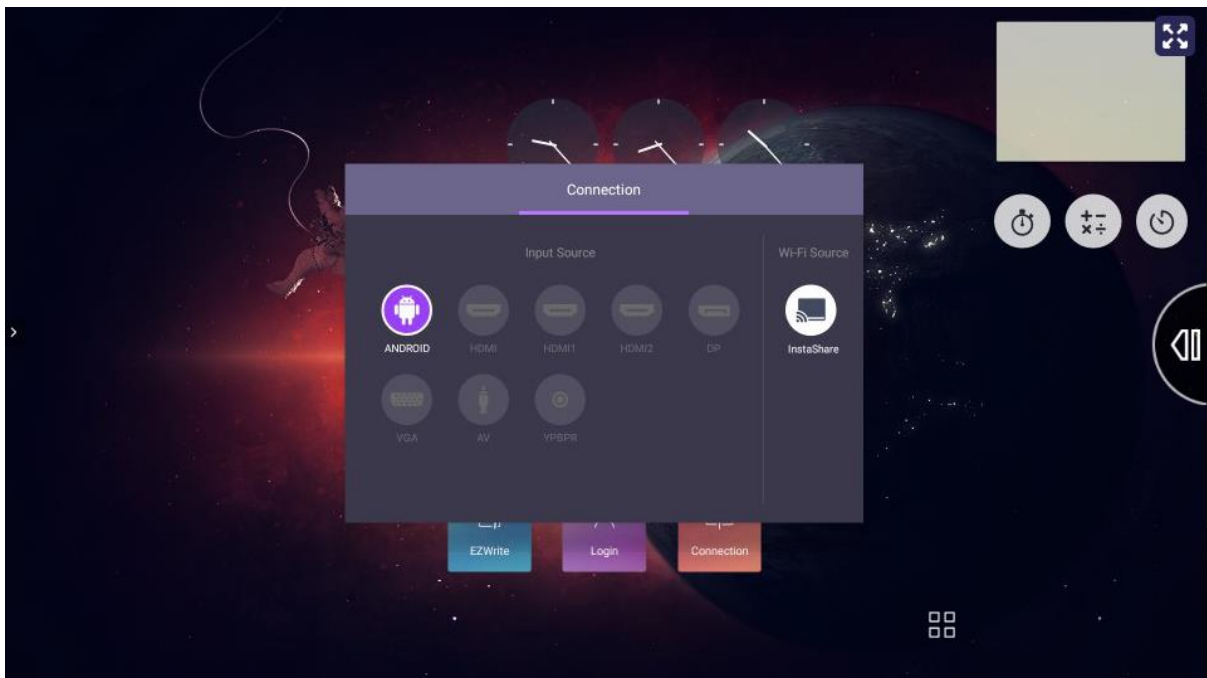 Connection
Input Source
Wi-Fi Source
ANDROID
HDMI
HDMI1
HDMI2
DP
InstaShare
VGA
AV
YPBPR
EZWrite
Login
Connection